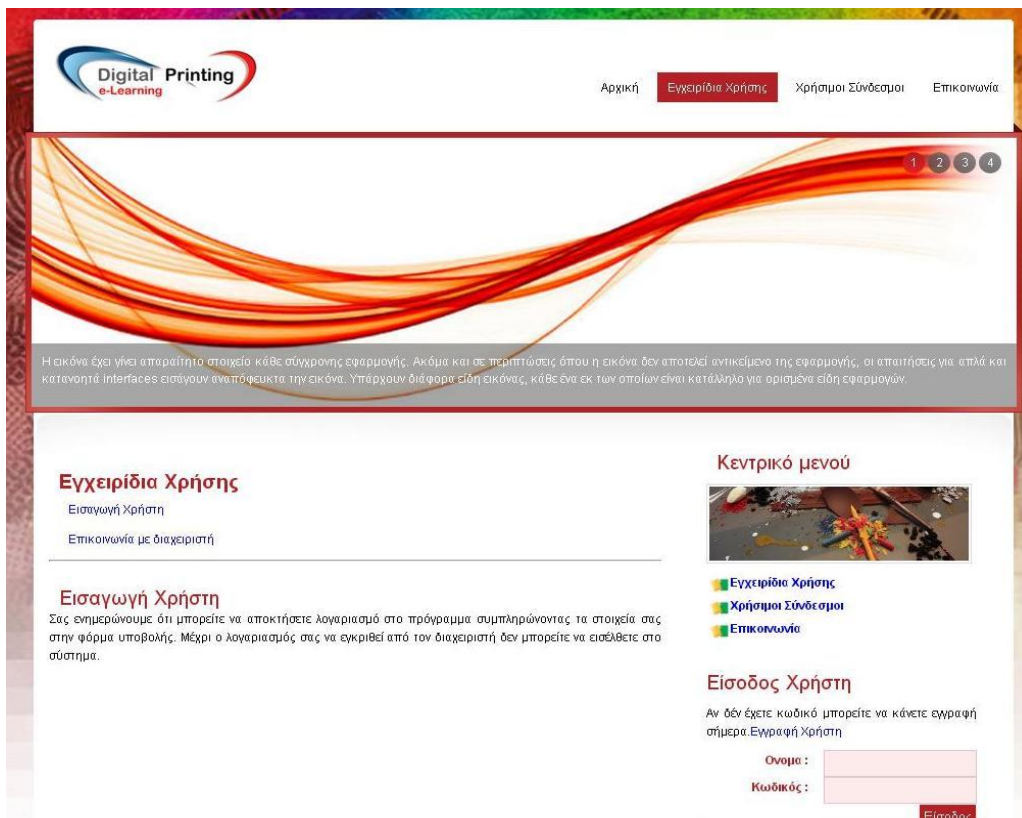 Digital Printing
e-Learning
Αρχική Εγχειρίδια Χρήσης Χρήσιμοι Σύνδεσμοι Επικοινωνία
1 2 3 4
Η εικόνα έχει γίνει απαραίτητο στοιχείο κάθε σύγχρονης εφαρμογής. Ακόμα και σε περιπτώσεις όπου η εικόνα δεν αποτελεί αντικείμενο της εφαρμογής, οι απαιτήσεις για απλά και
κατανοητά interfaces εισάγουν αναπόφευκτα την εικόνα. Υπάρχουν διάφορα είδη εικόνας, κάθε ένα εκ των οποίων είναι κατάλληλο για ορισμένα είδη εφαρμογών.
Εγχειρίδια Χρήσης
Εισαγωγή Χρήστη
Επικοινωνία με διαχειριστή
Εισαγωγή Χρήστη
Σας ενημερώνουμε ότι μπορείτε να αποκτήσετε λογαριασμό στο πρόγραμμα συμπληρώνοντας τα στοιχεία σας
στην φόρμα υποβολής. Μέχρι ο λογαριασμός σας να εγκριθεί από τον διαχειριστή δεν μπορείτε να εισέλθετε στο
σύστημα.
Κεντρικό μενού
Εγχειρίδια Χρήσης
Χρήσιμοι Σύνδεσμοι
Επικοινωνία
Είσοδος Χρήστη
Αν δέν έχετε κωδικό μπορείτε να κάνετε εγγραφή
σήμερα.Εγγραφή Χρήστη
Ονομα :
Κωδικός :
Είσοδος